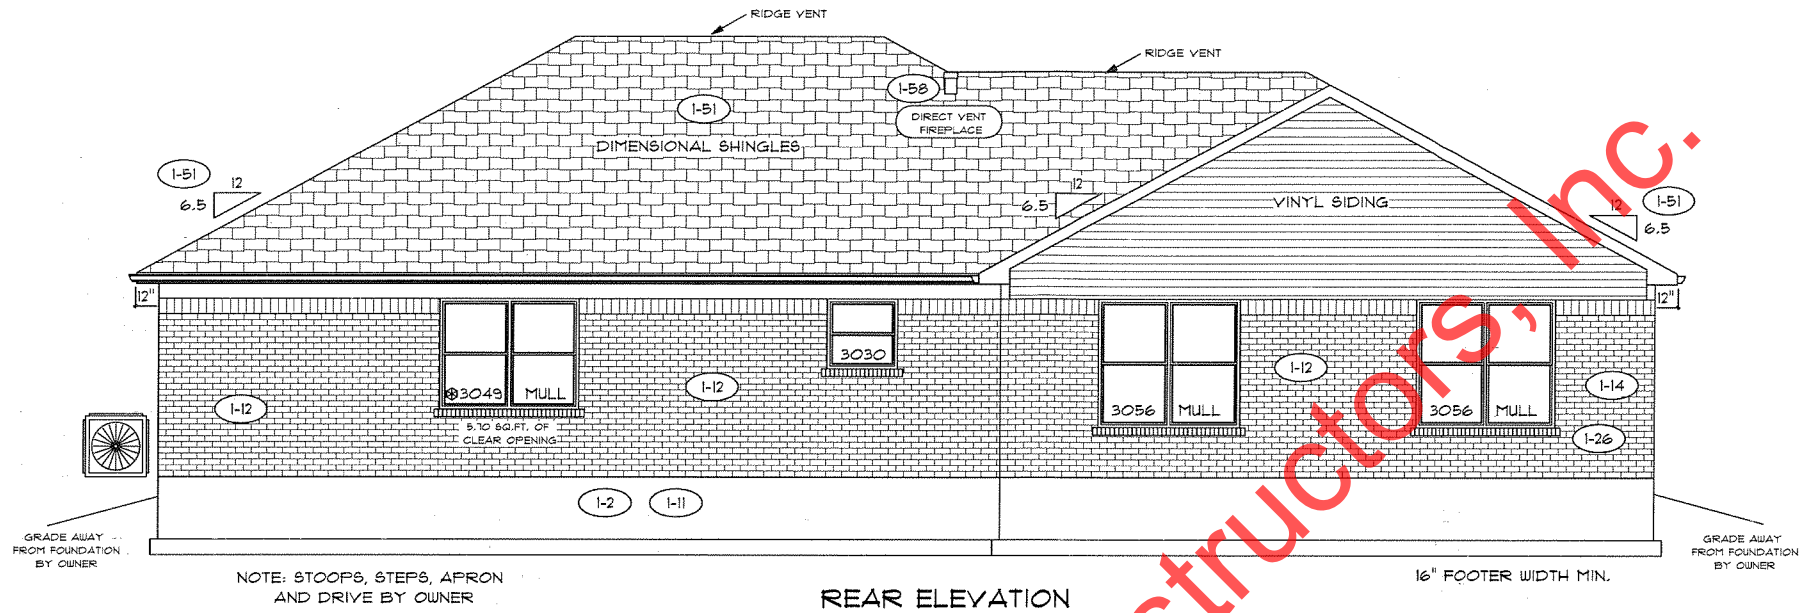 RIDGE VENT
RIDGE VENT
1-58
1-51
DIRECT VENT
FIREPLACE
DIMENSIONAL SHINGLES
1-51
12
6.5
12
6.5
VINYL SIDING
1-51
12
6.5
12"
12"
3030
1-12
1-12
1-14
⊕3049 MULL
1-12
3056 MULL
3056 MULL
5.70 SQ.FT. OF
CLEAR OPENING
1-26
1-2
1-11
GRADE AWAY
FROM FOUNDATION
BY OWNER
GRADE AWAY
FROM FOUNDATION
BY OWNER
NOTE: STOOPS, STEPS, APRON
AND DRIVE BY OWNER
REAR ELEVATION
16" FOOTER WIDTH MIN.
structors, Inc.